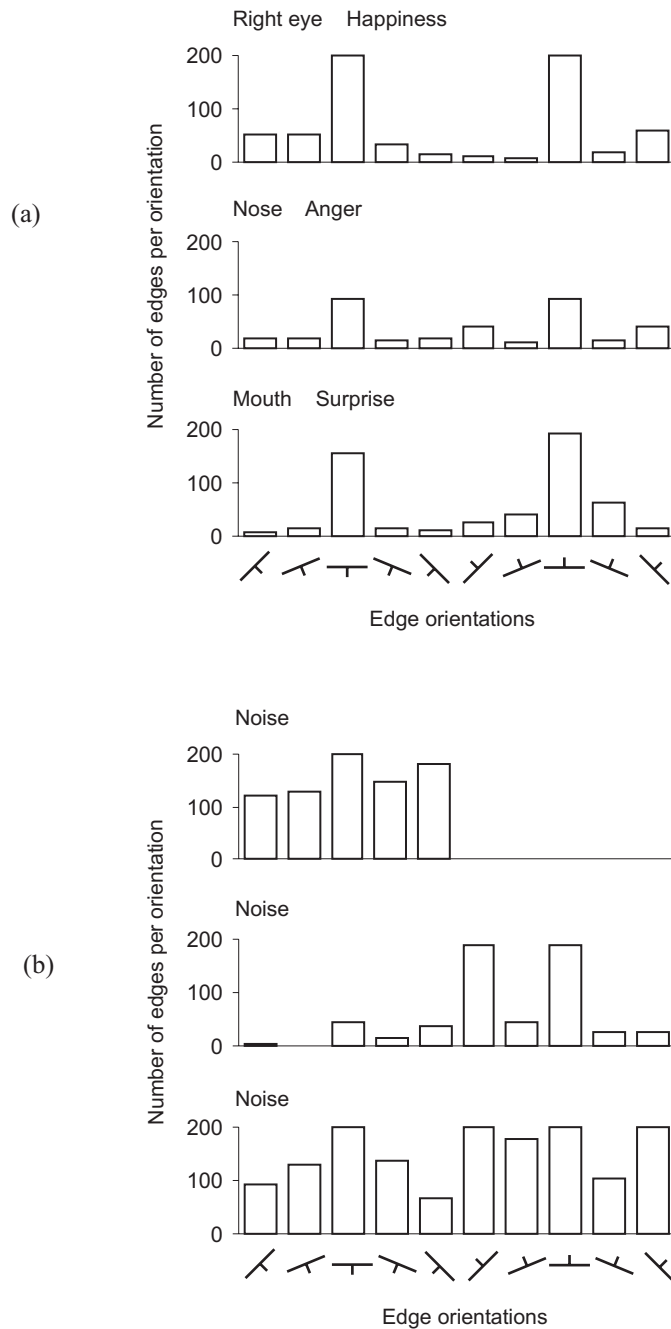 Right eye Happiness
200
100
0
(a)
Number of edges per orientation
Nose Anger
200
100
0
Mouth Surprise
200
100
0
Edge orientations
Noise
200
100
0
(b)
Number of edges per orientation
Noise
200
100
0
Noise
200
100
0
Edge orientations